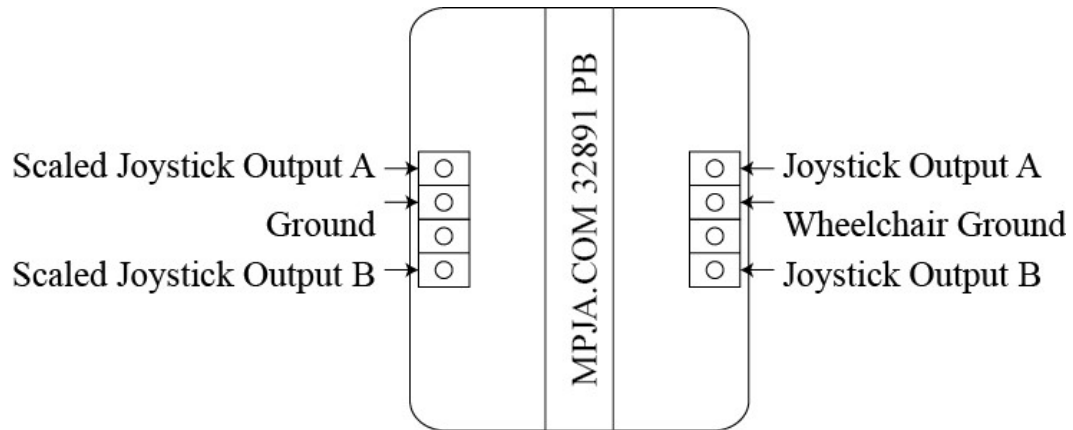 Scaled Joystick Output A
Ground
Scaled Joystick Output B
MPJA.COM 32891 PB
Joystick Output A
Wheelchair Ground
Joystick Output B